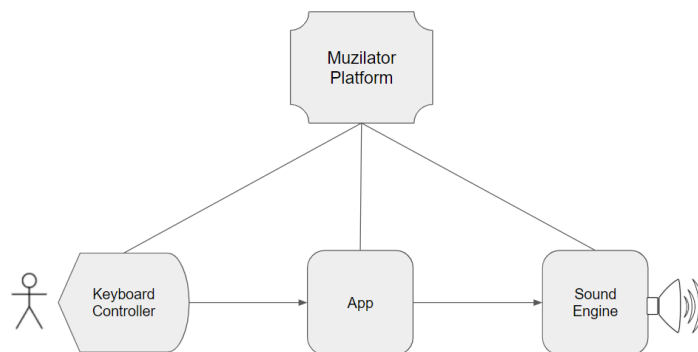 Muzilator
Platform
Keyboard
Controller
App
Sound
Engine